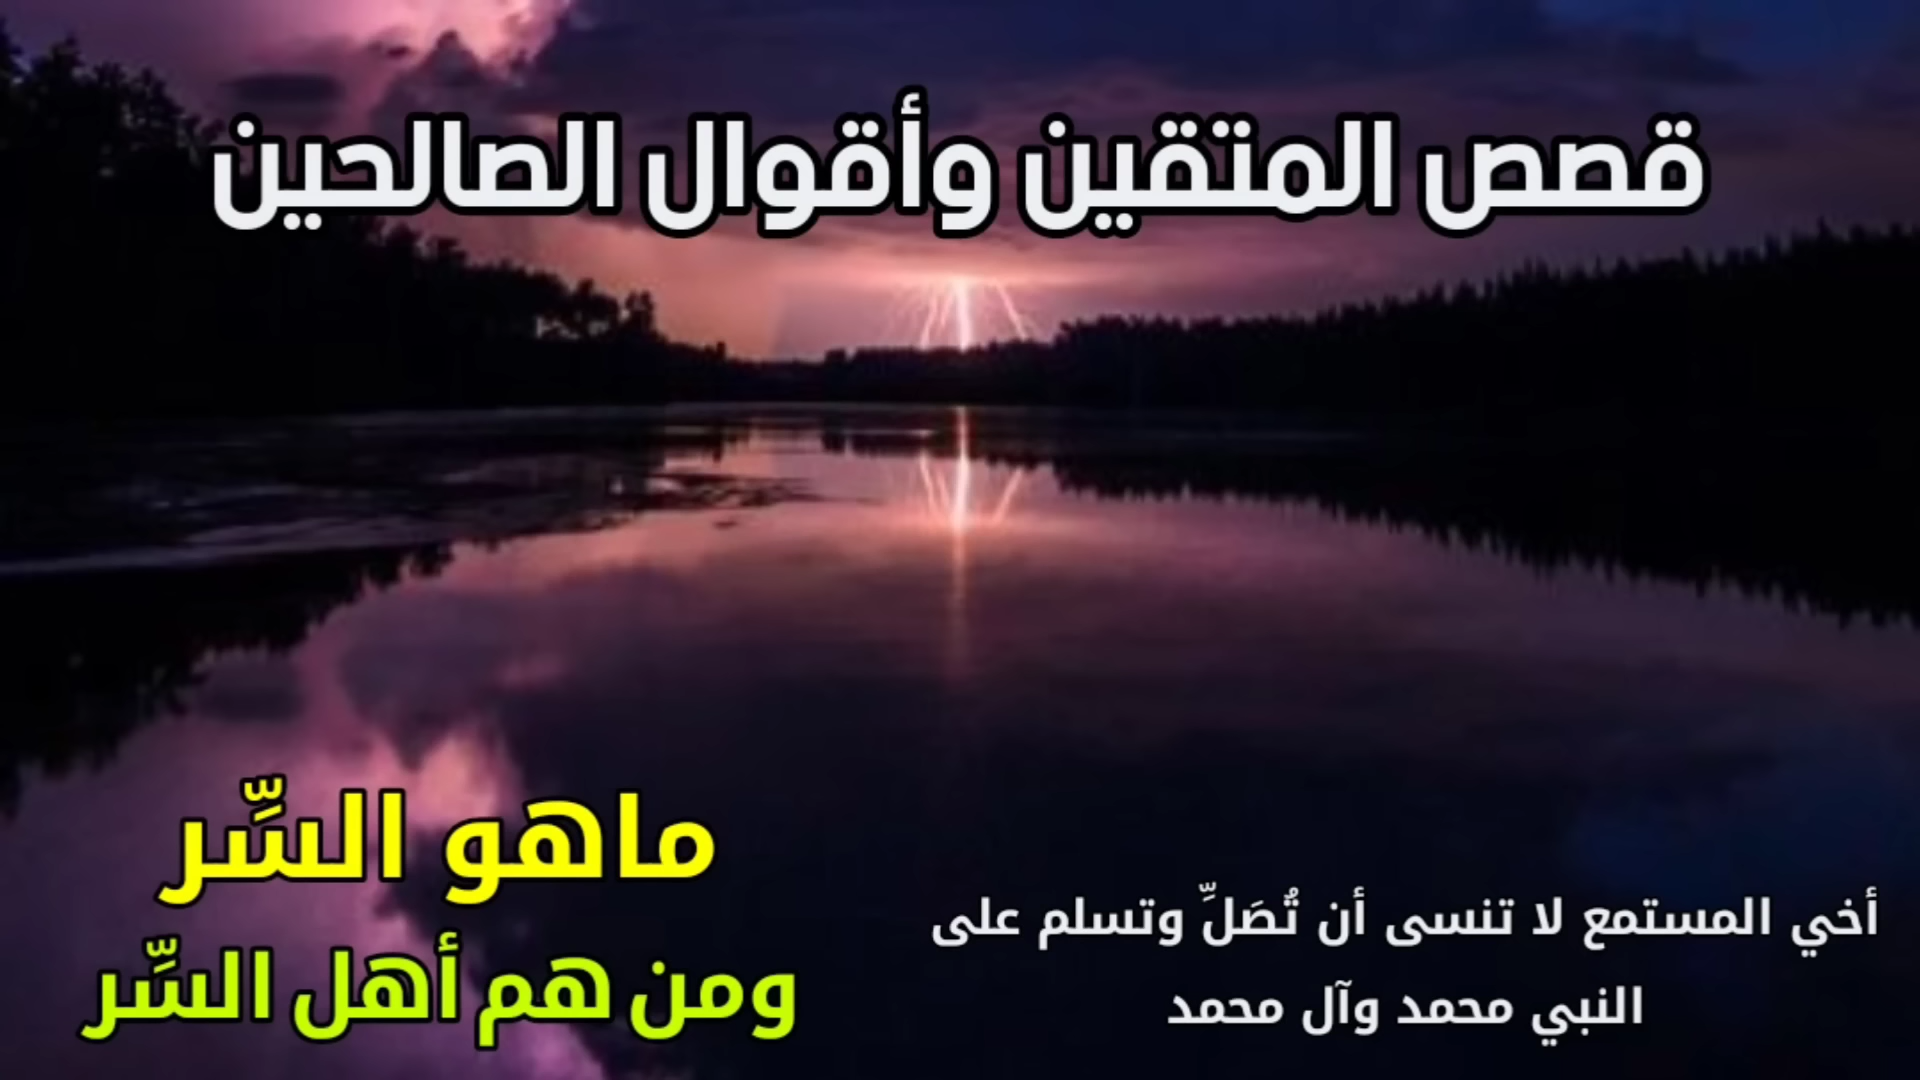 قصص المتقين وأقوال الصالحين
ماهو السِّر
ومن هم أهل السِّر
أخي المستمع لا تنسى أن تُصَلِّ وتسلم على
النبي محمد وآل محمد